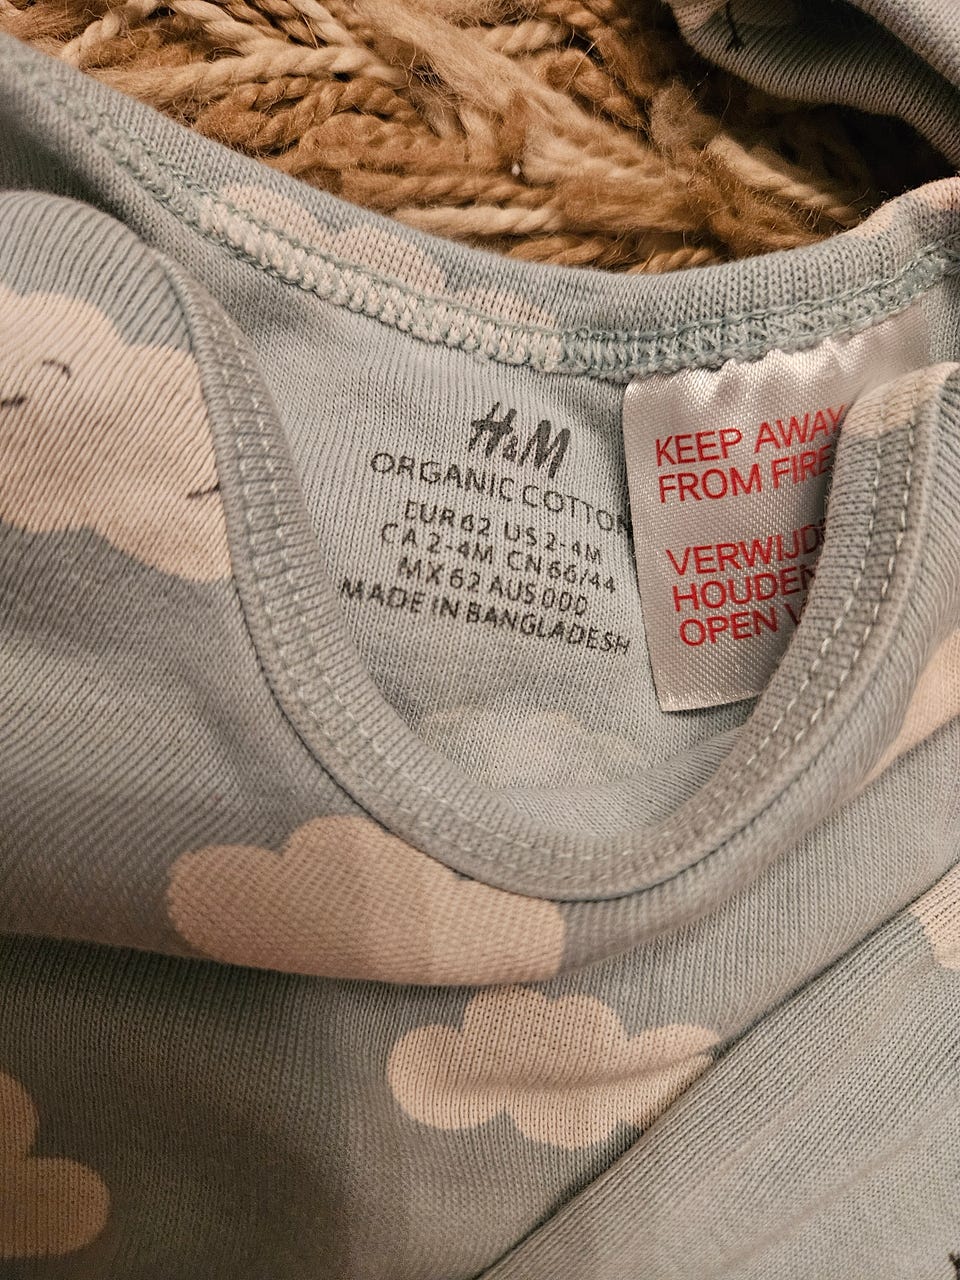 H&M
ORGANIC COTTON
EUR 62 US 2-4M
CA 2-4M CN 66/44
MX 62 AUS 000
MADE IN BANGLADESH
KEEP AWAY
FROM FIRE
HOUDEN
OPEN